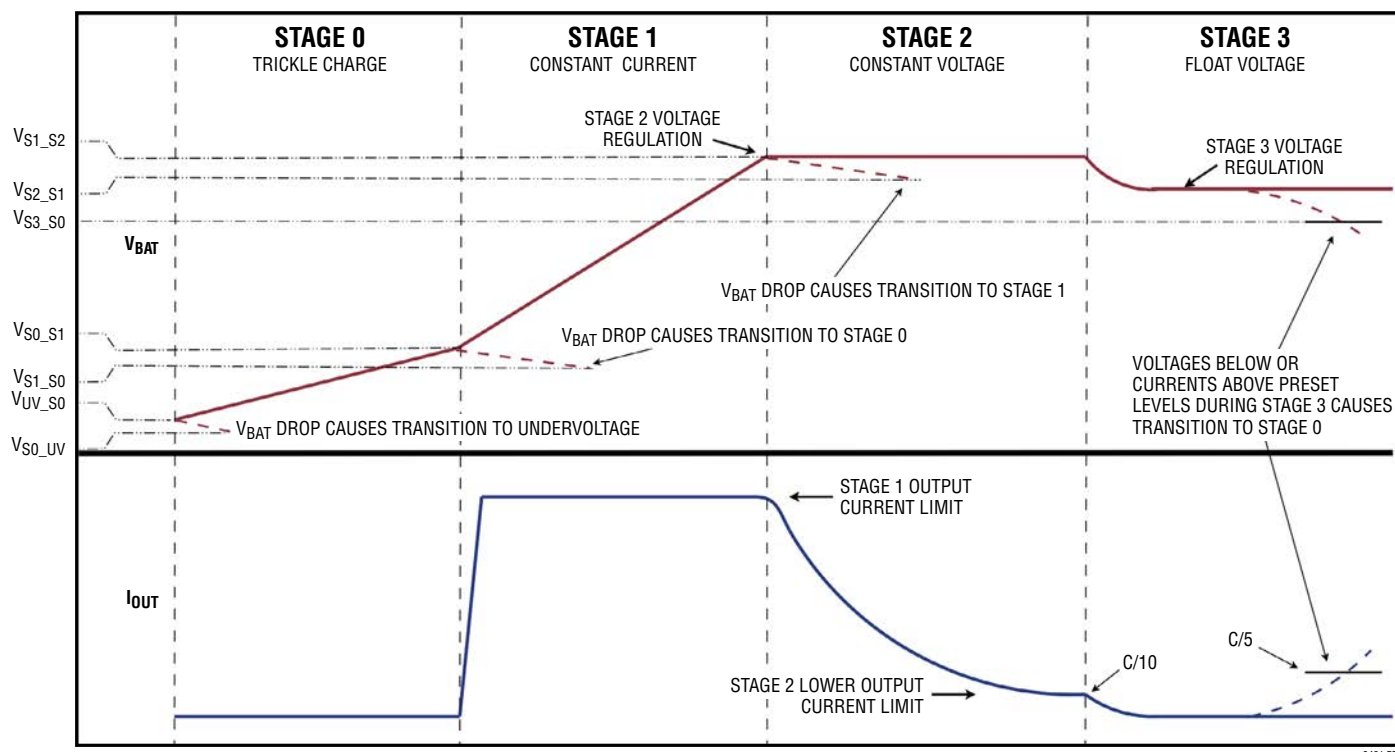 STAGE 0
TRICKLE CHARGE
STAGE 1
CONSTANT CURRENT
STAGE 2
CONSTANT VOLTAGE
STAGE 3
FLOAT VOLTAGE
STAGE 2 VOLTAGE
REGULATION
STAGE 3 VOLTAGE
REGULATION
VS1_S2
VS2_S1
VS3_S0
VBAT
VBAT DROP CAUSES TRANSITION TO STAGE 1
VS0_S1
VBAT DROP CAUSES TRANSITION TO STAGE 0
VS1_S0
VUV_S0
VBAT DROP CAUSES TRANSITION TO UNDERVOLTAGE
VS0_UV
VOLTAGES BELOW OR
CURRENTS ABOVE PRESET
LEVELS DURING STAGE 3 CAUSES
TRANSITION TO STAGE 0
STAGE 1 OUTPUT
CURRENT LIMIT
IOUT
C/5
C/10
STAGE 2 LOWER OUTPUT
CURRENT LIMIT